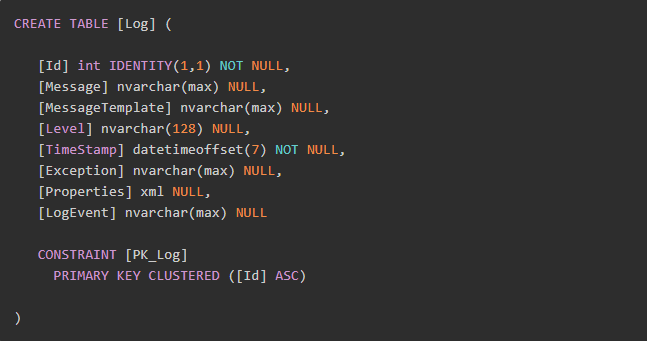 CREATE TABLE [Log] (
[Id] int IDENTITY(1,1) NOT NULL,
[Message] nvarchar(max) NULL,
[MessageTemplate] nvarchar(max) NULL,
[Level] nvarchar(128) NULL,
[TimeStamp] datetimeoffset(7) NOT NULL,
[Exception] nvarchar(max) NULL,
[Properties] xml NULL,
[LogEvent] nvarchar(max) NULL
CONSTRAINT [PK_Log]
PRIMARY KEY CLUSTERED ([Id] ASC)
)